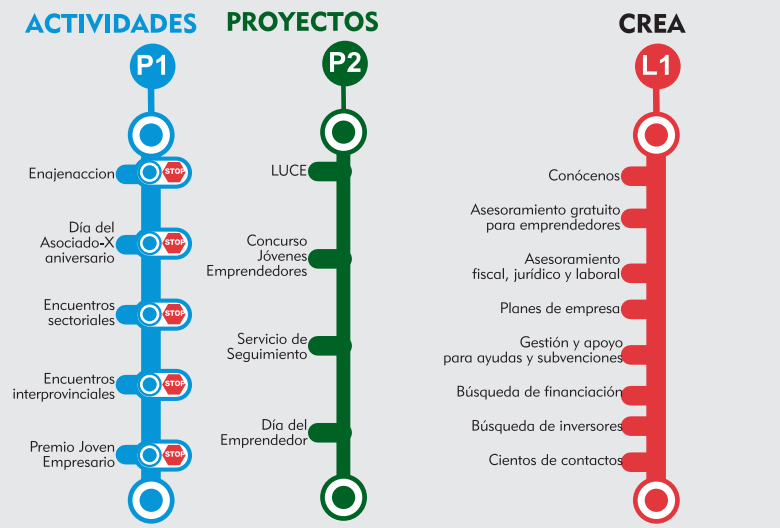 ACTIVIDADES
P1
Enajenaccion
STOP
Día del
Asociado-X
aniversario
STOP
Encuentros
sectoriales
STOP
Encuentros
interprovinciales
STOP
Premio Joven
Empresario
STOP
PROYECTOS
P2
LUCE
Concurso
Jóvenes
Emprendedores
Servicio de
Seguimiento
Día del
Emprendedor
CREA
L1
Conócenos
Asesoramiento gratuito
para emprendedores
Asesoramiento
fiscal, jurídico y laboral
Planes de empresa
Gestión y apoyo
para ayudas y subvenciones
Búsqueda de financiación
Búsqueda de inversores
Cientos de contactos